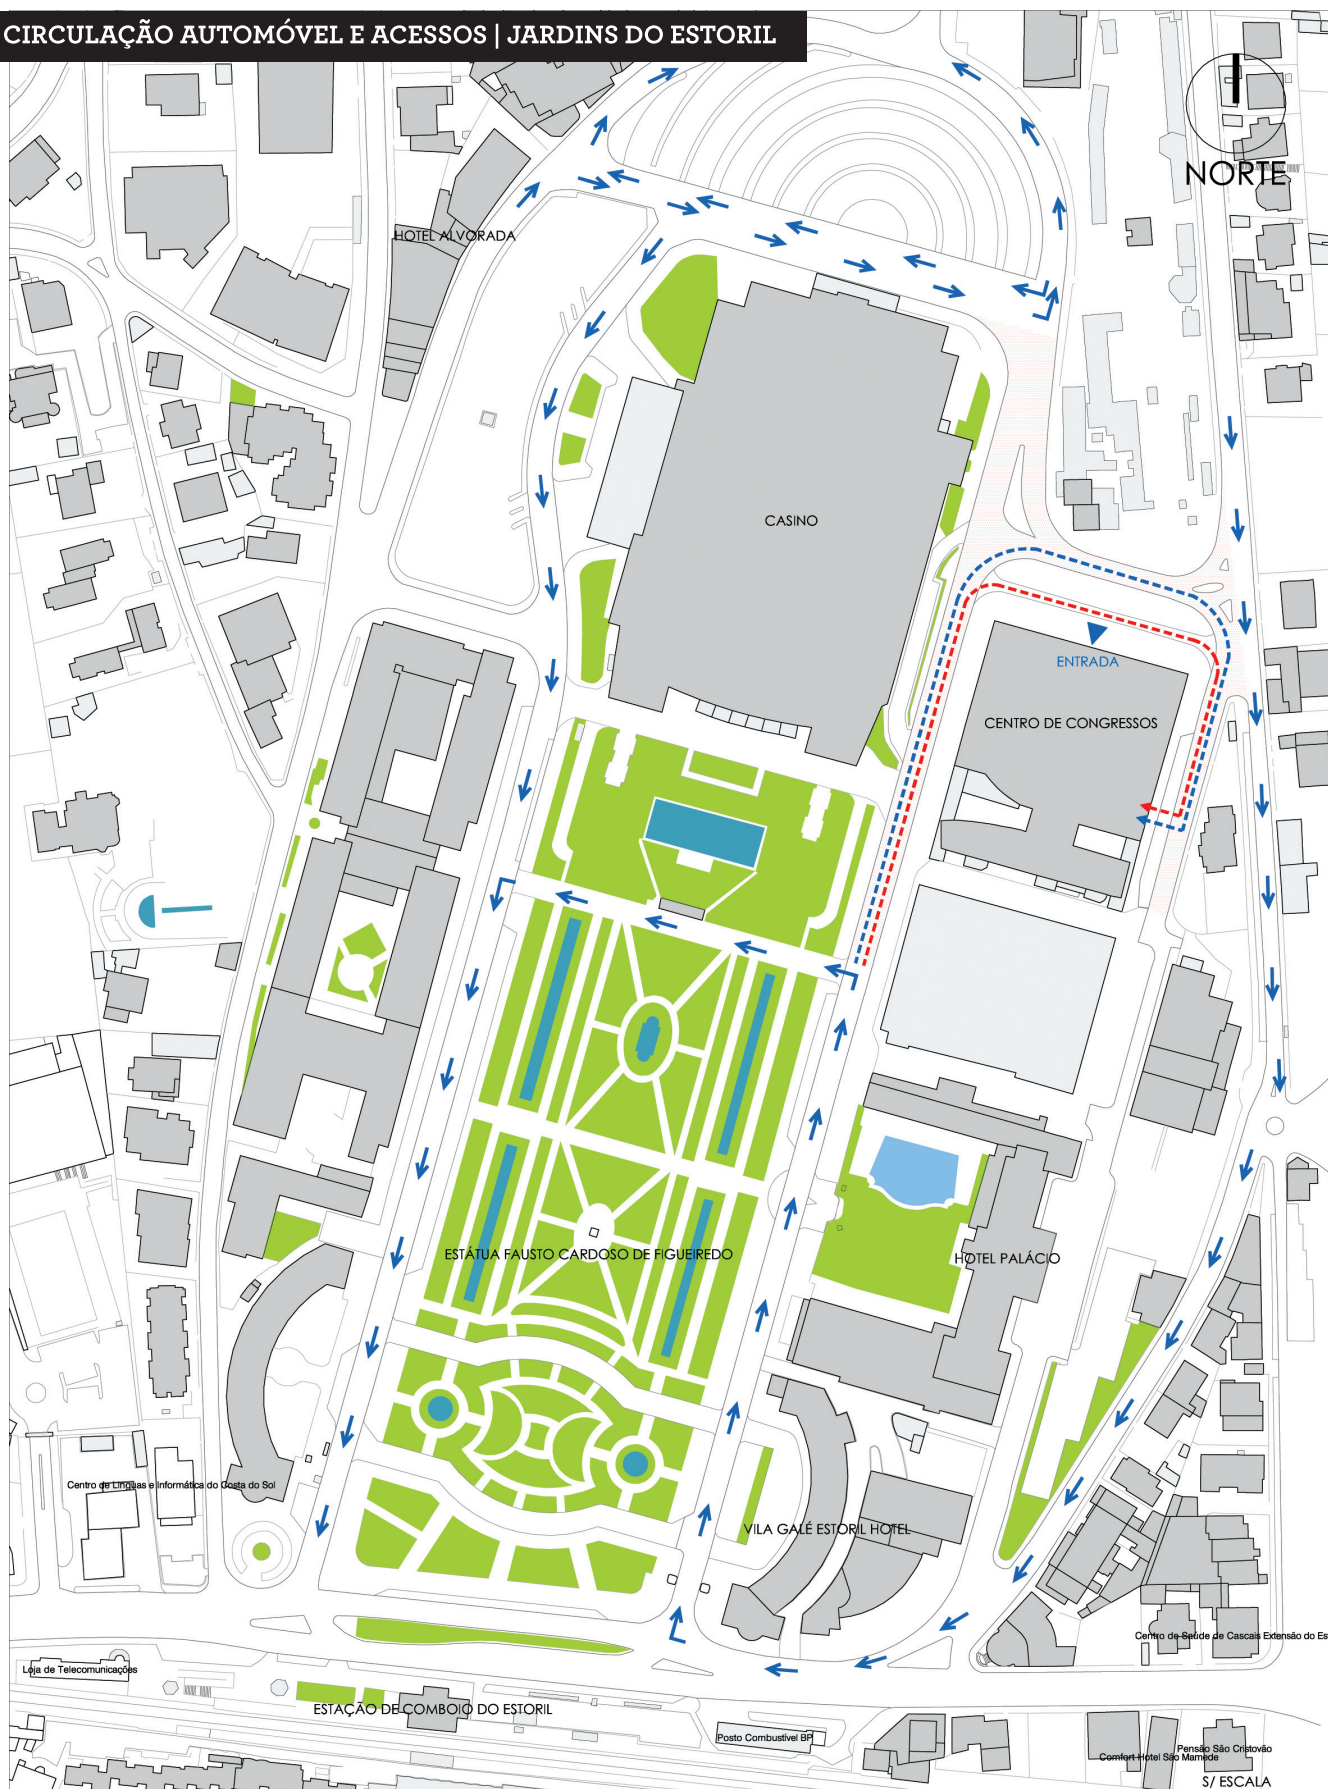 CIRCULAÇÃO AUTOMÓVEL E ACESSOS | JARDINS DO ESTORIL
NORTE
HOTEL ALVORADA
CASINO
ENTRADA
CENTRO DE CONGRESSOS
ESTÁTUA FAUSTO CARDOSO DE FIGUEIREDO
HOTEL PALÁCIO
Centro de Línguas e Informática do Costa do Sol
VILA GALÉ ESTORIL HOTEL
Centro de Saúde de Cascais Extensão do Es
Loja de Telecomunicações
ESTAÇÃO DE COMBOIO DO ESTORIL
Posto Combustível BP
Pensão São Cristovão
Comfort Hotel São Mamede
S/ ESCALA